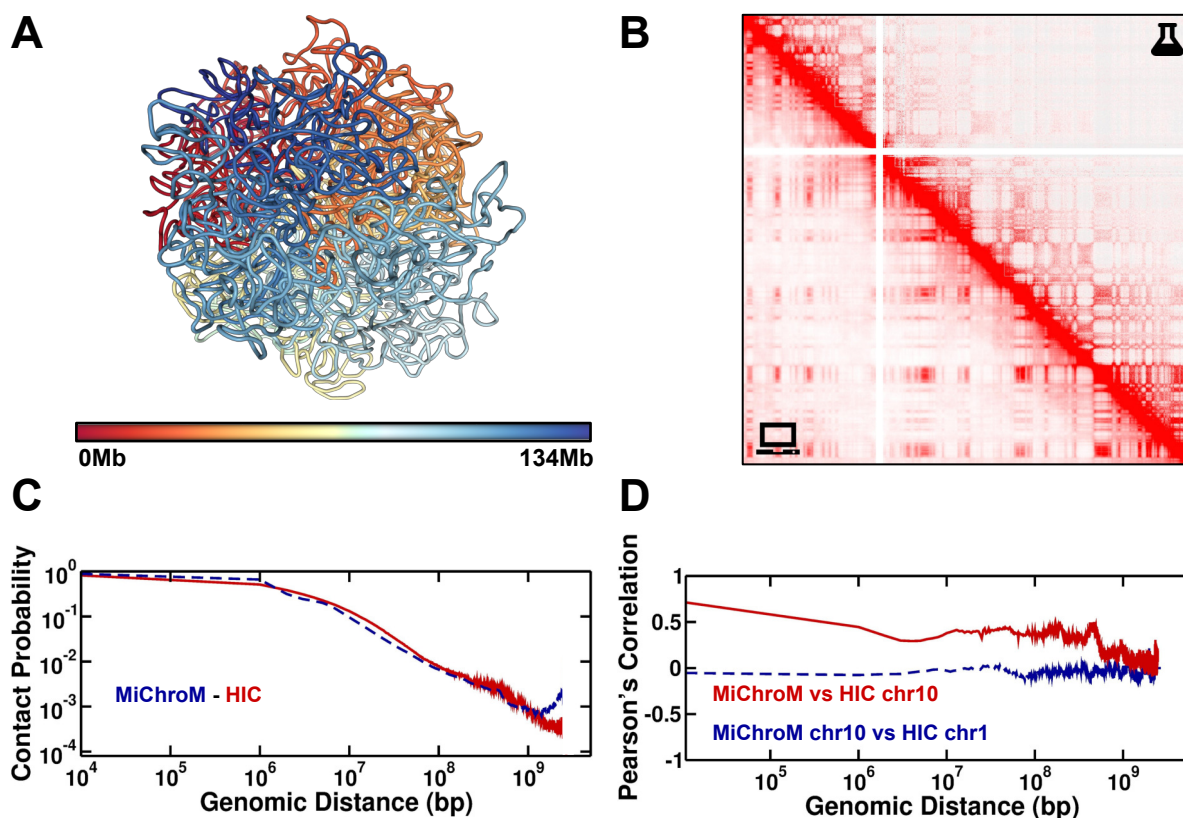 A
B
0Mb
134Mb
C
D
Contact Probability
10^0
10^-1
10^-2
10^-3
10^-4
MiChroM - HIC
10^4
10^5
10^6
10^7
10^8
10^9
Genomic Distance (bp)
Pearson's Correlation
1
0.5
0
-0.5
-1
MiChroM vs HIC chr10
MiChroM chr10 vs HIC chr1
10^5
10^6
10^7
10^8
10^9
Genomic Distance (bp)